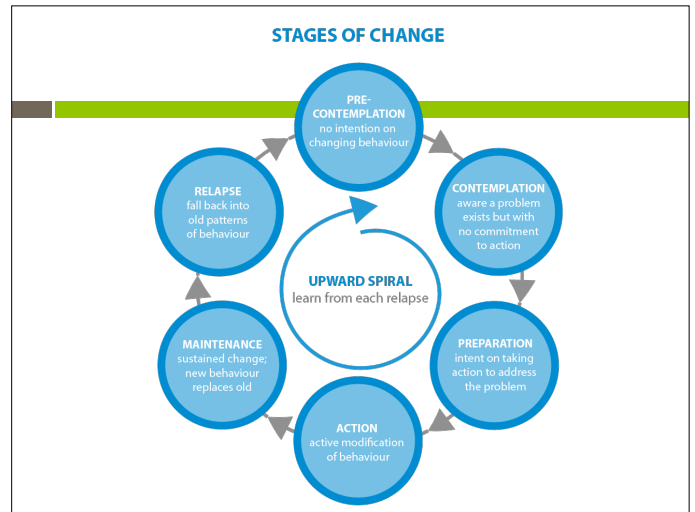 STAGES OF CHANGE
PRE-
CONTEMPLATION
no intention on
changing behaviour
CONTEMPLATION
aware a problem
exists but with
no commitment
to action
PREPARATION
intent on taking
action to address
the problem
ACTION
active modification
of behaviour
MAINTENANCE
sustained change;
new behaviour
replaces old
RELAPSE
fall back into
old patterns
of behaviour
UPWARD SPIRAL
learn from each relapse